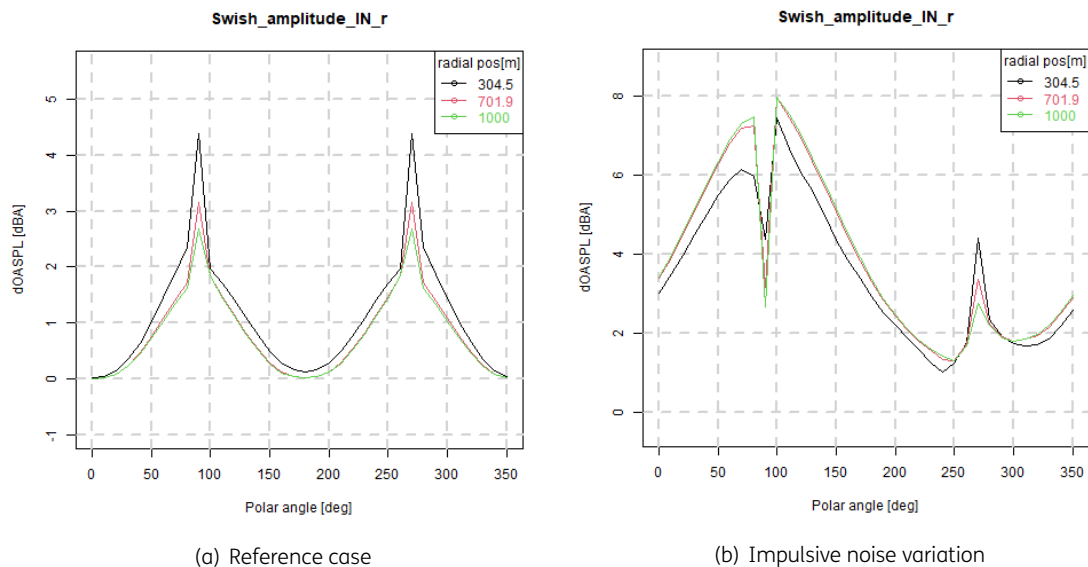 Swish_amplitude_IN_r
radial pos[m]
304.5
701.9
1000
5
4
3
2
1
0
-1
dOASPL [dBA]
0 50 100 150 200 250 300 350
Polar angle [deg]
(a) Reference case
Swish_amplitude_IN_r
radial pos[m]
304.5
701.9
1000
8
6
4
2
0
dOASPL [dBA]
0 50 100 150 200 250 300 350
Polar angle [deg]
(b) Impulsive noise variation